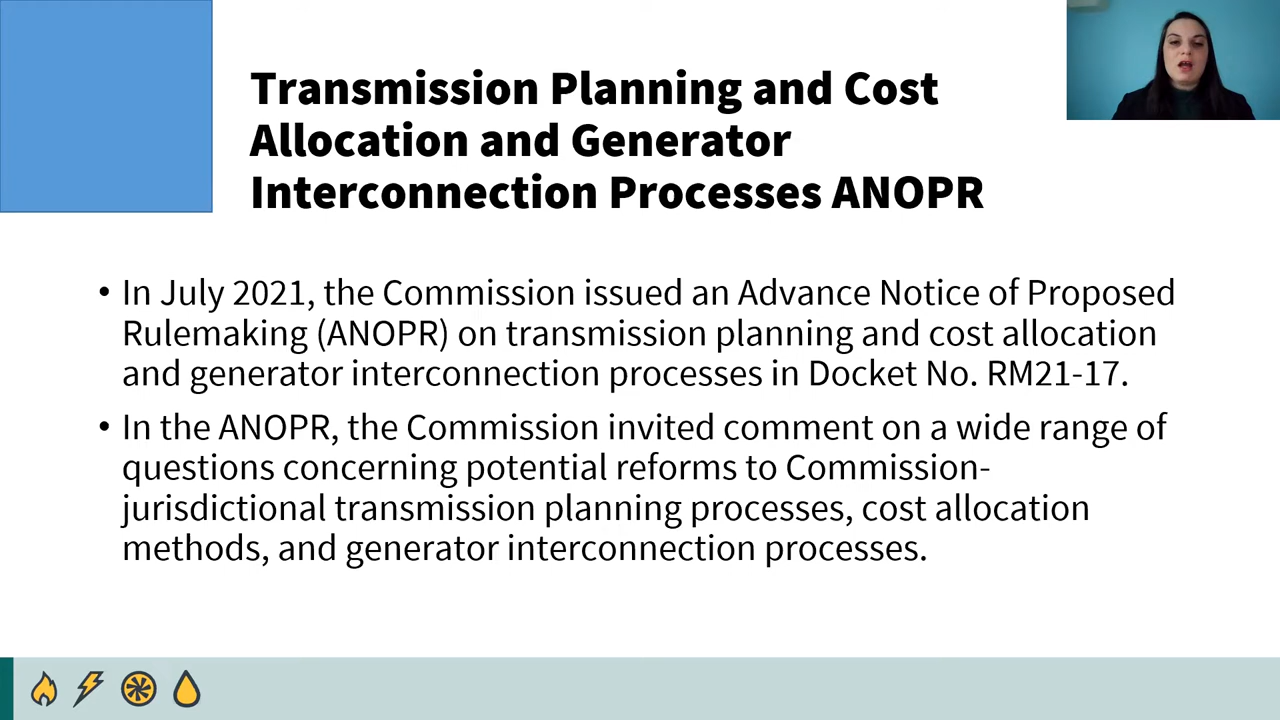 Transmission Planning and Cost
Allocation and Generator
Interconnection Processes ANOPR
• In July 2021, the Commission issued an Advance Notice of Proposed
Rulemaking (ANOPR) on transmission planning and cost allocation
and generator interconnection processes in Docket No. RM21-17.
• In the ANOPR, the Commission invited comment on a wide range of
questions concerning potential reforms to Commission-
jurisdictional transmission planning processes, cost allocation
methods, and generator interconnection processes.